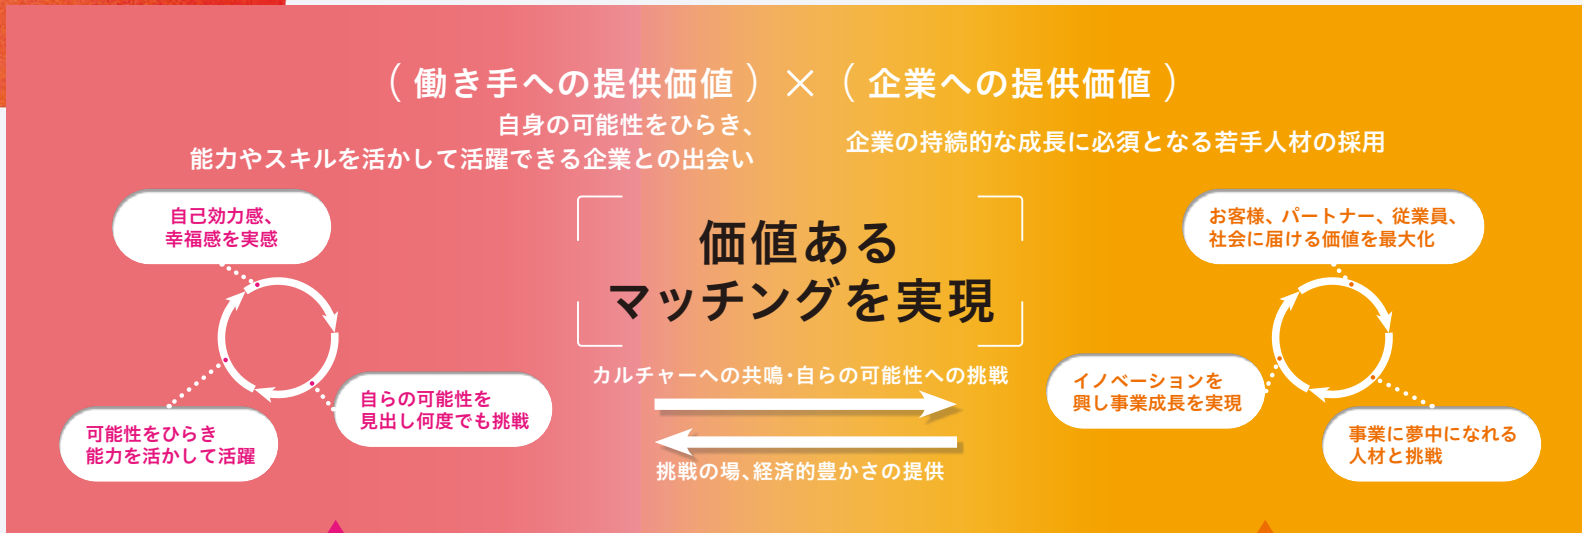 （働き手への提供価値）×（企業への提供価値）
自身の可能性をひらき、
能力やスキルを活かして活躍できる企業との出会い
企業の持続的な成長に必須となる若手人材の採用
自己効力感、
幸福感を実感
自らの可能性を
見出し何度でも挑戦
可能性をひらき
能力を活かして活躍
価値ある
マッチングを実現
カルチャーへの共鳴・自らの可能性への挑戦
挑戦の場、経済的豊かさの提供
お客様、パートナー、従業員、
社会に届ける価値を最大化
イノベーションを
興し事業成長を実現
事業に夢中になれる
人材と挑戦